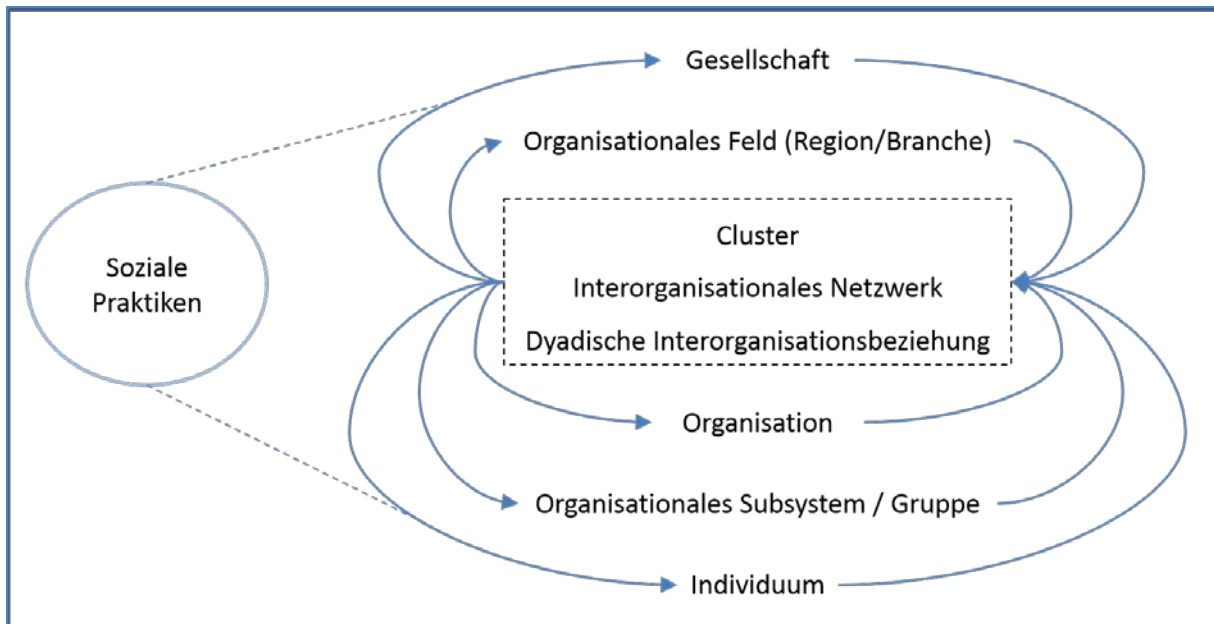 Gesellschaft
Organisationales Feld (Region/Branche)
Soziale
Praktiken
Cluster
Interorganisationales Netzwerk
Dyadische Interorganisationsbeziehung
Organisation
Organisationales Subsystem / Gruppe
Individuum